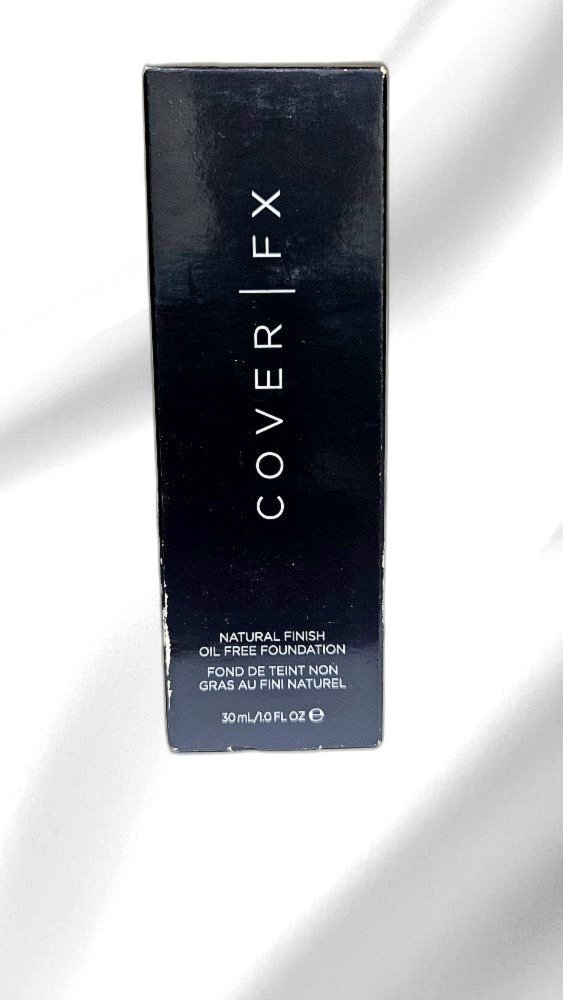 COVER | FX
NATURAL FINISH
OIL FREE FOUNDATION
FOND DE TEINT NON
GRAS AU FINI NATUREL
30 mL/1.0 FL OZ ℮